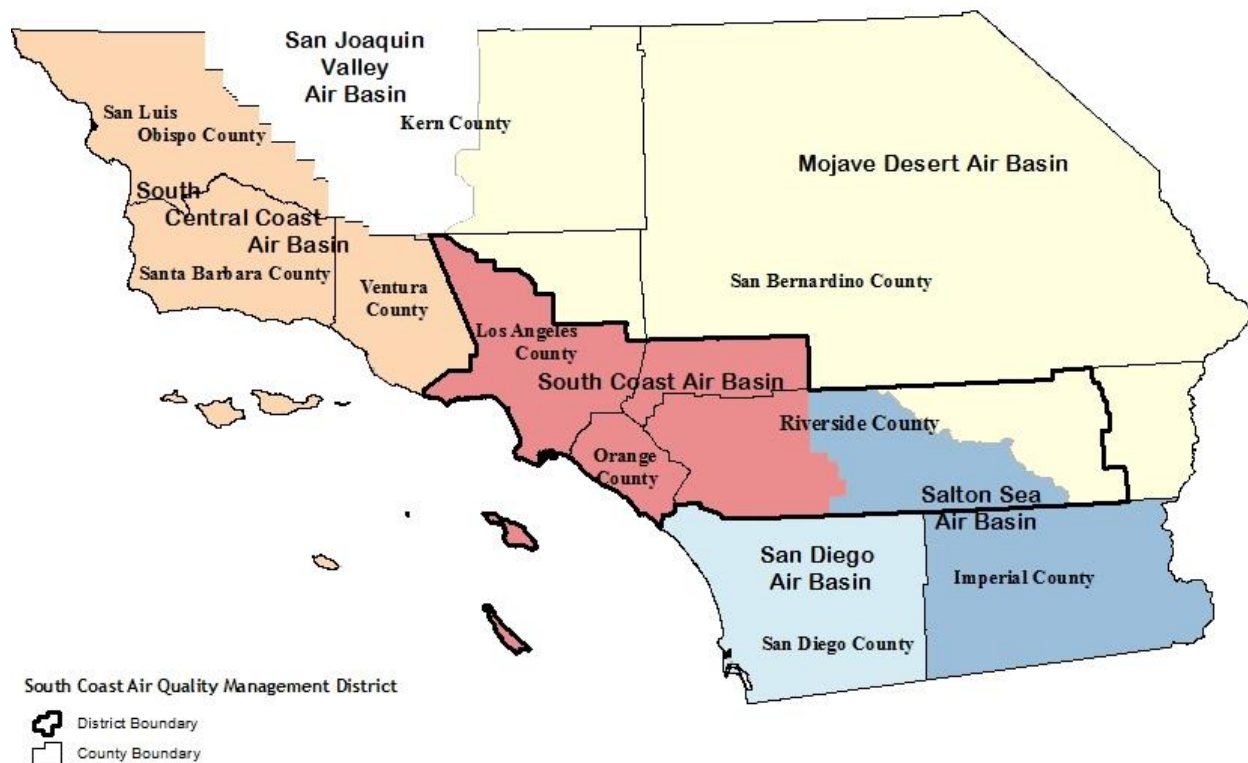 San Joaquin
Valley
Air Basin
Kern County
San Luis
Obispo County
Mojave Desert Air Basin
South
Central Coast
Air Basin
Santa Barbara County
Ventura
County
San Bernardino County
Los Angeles
County
South Coast Air Basin
Riverside County
Orange
County
Salton Sea
Air Basin
San Diego
Air Basin
Imperial County
San Diego County
South Coast Air Quality Management District
District Boundary
County Boundary